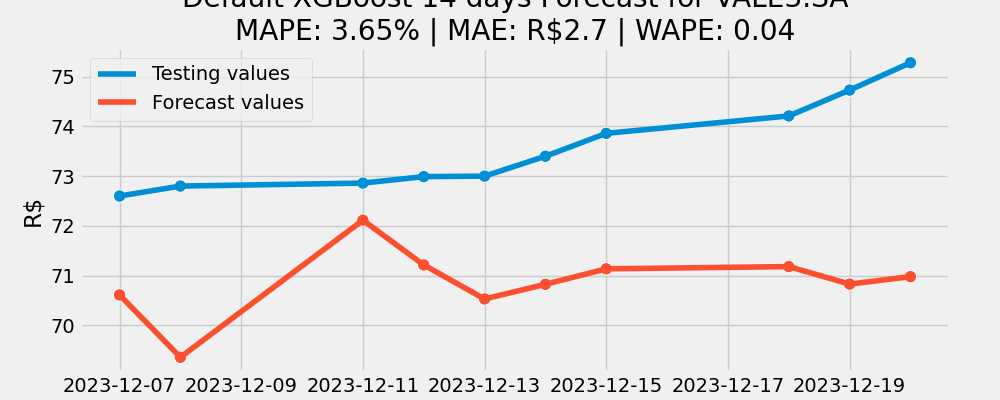 Default XGBoost 14 days Forecast for VALE3.SA
MAPE: 3.65% | MAE: R$2.7 | WAPE: 0.04
Testing values
Forecast values
R$
75
74
73
72
71
70
2023-12-07 2023-12-09 2023-12-11 2023-12-13 2023-12-15 2023-12-17 2023-12-19